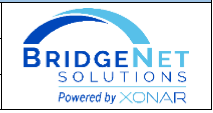 BRIDGENET
SOLUTIONS
Powered by XONAR